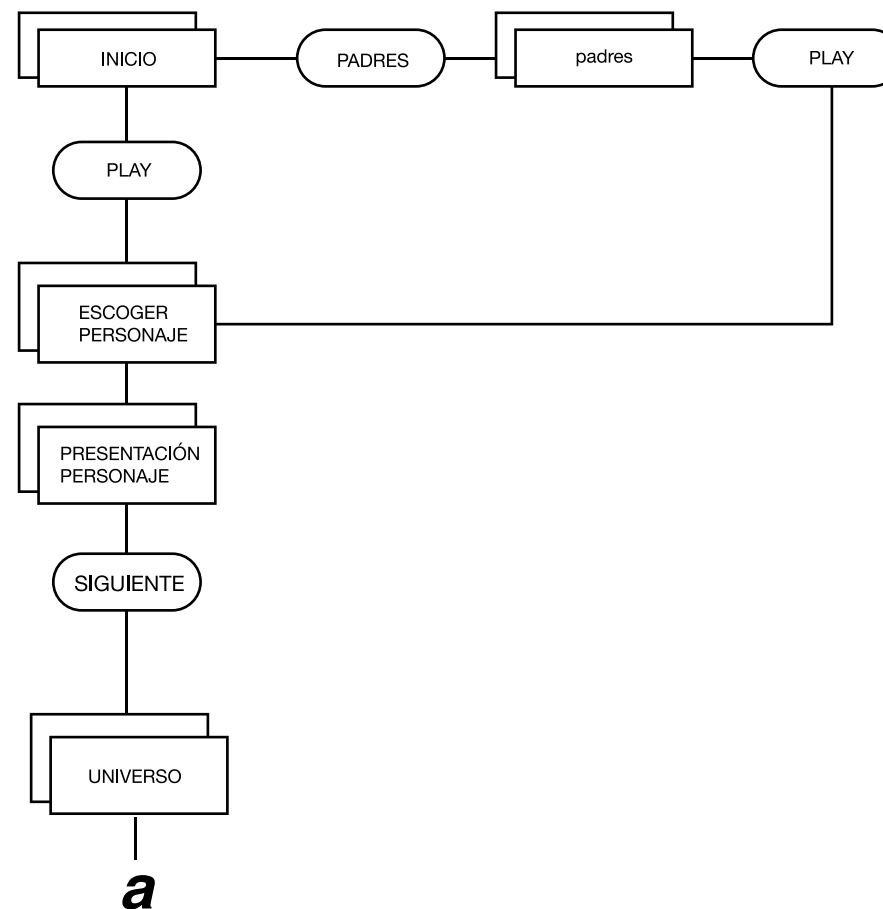 INICIO
PADRES
padres
PLAY
PLAY
ESCOGER
PERSONAJE
PRESENTACIÓN
PERSONAJE
SIGUIENTE
UNIVERSO
a